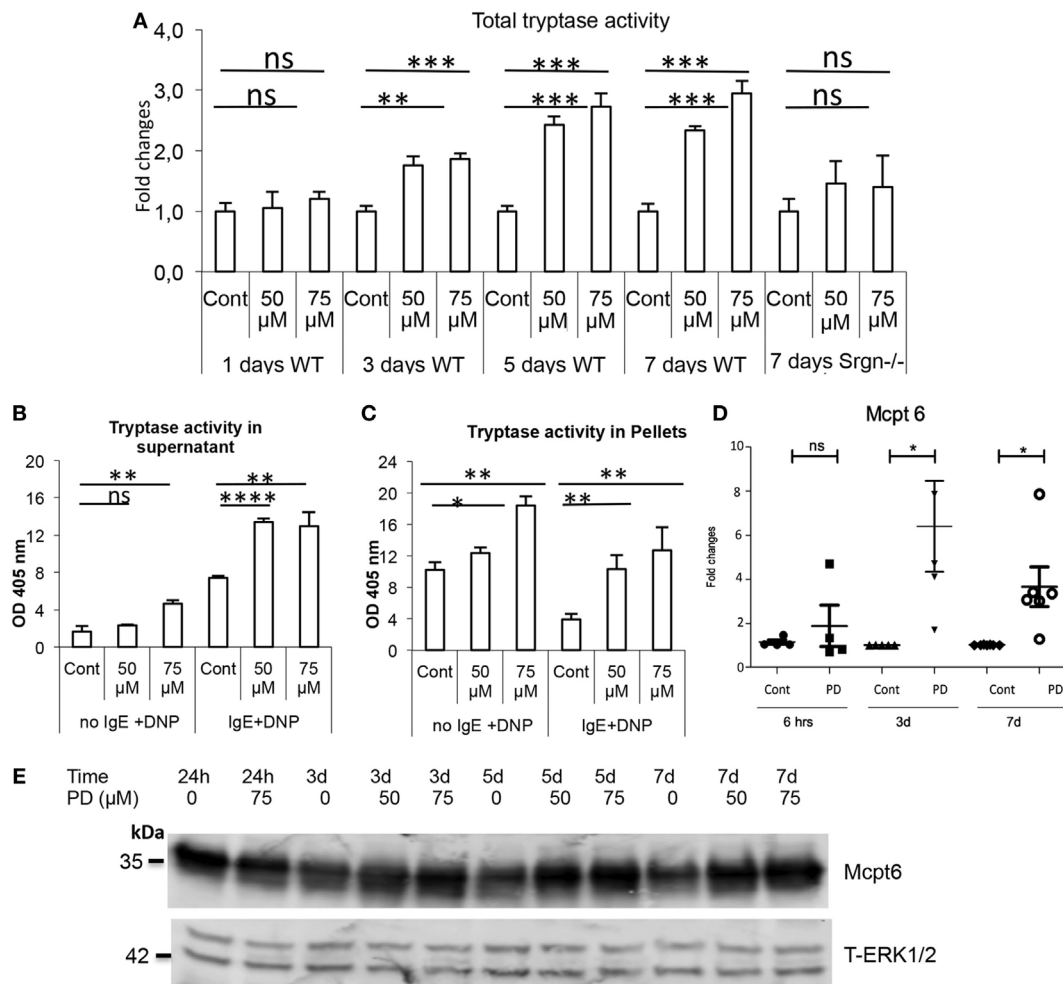 A
Total tryptase activity
4,0
3,0
2,0
1,0
0,0
Fold changes
ns *** *** *** ns
ns ** *** *** ns
Cont 50 µM 75 µM Cont 50 µM 75 µM Cont 50 µM 75 µM Cont 50 µM 75 µM Cont 50 µM 75 µM
1 days WT 3 days WT 5 days WT 7 days WT 7 days Srgn-/-
B
Tryptase activity in
supernatant
20
16
12
8
4
0
OD 405 nm
** **
ns ****
Cont 50 µM 75 µM Cont 50 µM 75 µM
no IgE +DNP IgE+DNP
C
Tryptase activity in Pellets
24
20
16
12
8
4
0
OD 405 nm
** **
* **
Cont 50 µM 75 µM Cont 50 µM 75 µM
no IgE +DNP IgE+DNP
D
Mcpt 6
10
8
6
4
2
0
Fold changes
ns * *
Cont PD Cont PD Cont PD
6 hrs 3d 7d
E
Time 24h 24h 3d 3d 3d 5d 5d 5d 7d 7d 7d
PD (µM) 0 75 0 50 75 0 50 75 0 50 75
kDa
35
Mcpt6
42
T-ERK1/2